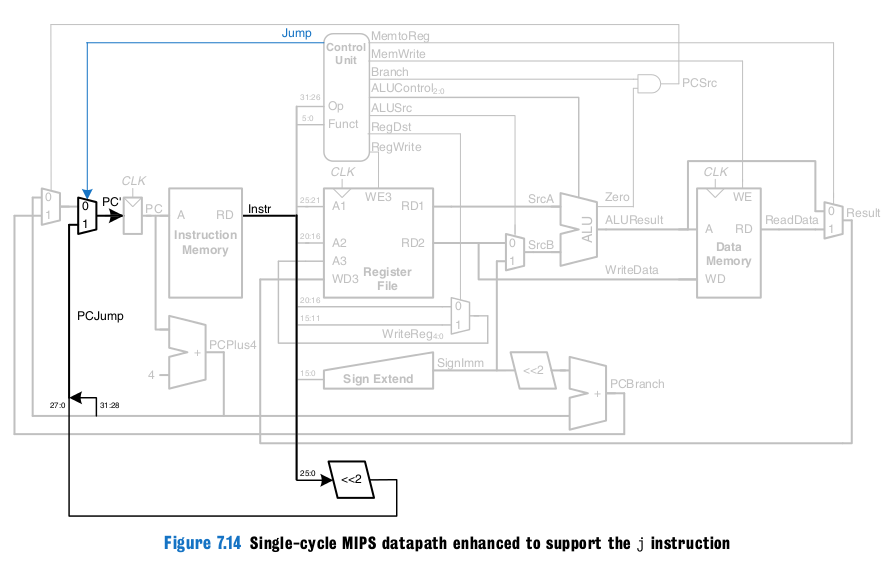 Jump
Control
Unit
MemtoReg
MemWrite
Branch
ALUControl2:0
ALUSrc
RegDst
RegWrite
PCSrc
31:26
Op
5:0
Funct
0
1
PC'
0
1
CLK
PC
A
RD
Instruction
Memory
Instr
CLK
WE3
25:21
A1
RD1
20:16
A2
RD2
A3
WD3
Register
File
SrcA
SrcB
0
1
ALU
Zero
ALUResult
WriteData
CLK
WE
A
RD
Data
Memory
WD
ReadData
0
1
Result
20:16
15:11
0
1
WriteReg4:0
PCJump
4
+
PCPlus4
15:0
Sign Extend
SignImm
<<2
+
PCBranch
27:0
31:28
25:0
<<2
Figure 7.14 Single-cycle MIPS datapath enhanced to support the j instruction